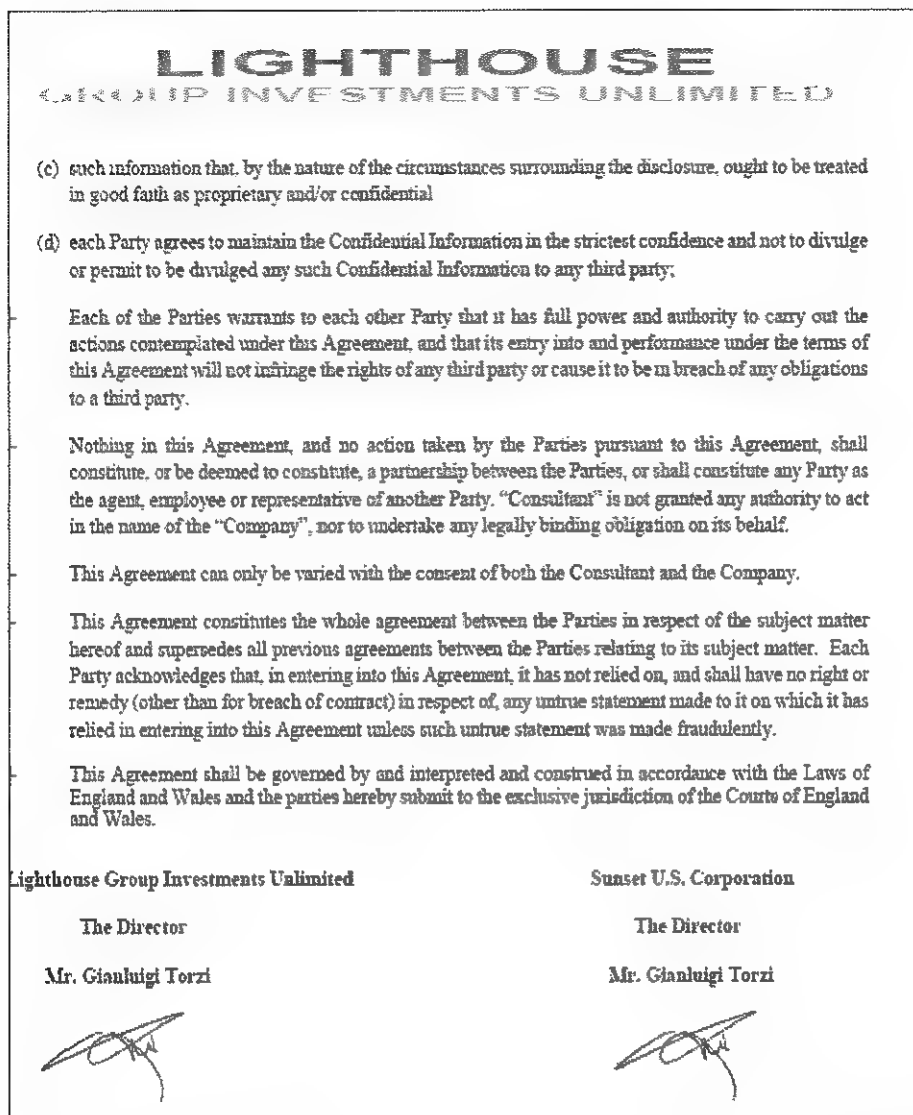 LIGHTHOUSE
GROUP INVESTMENTS UNLIMITED
(c) such information that, by the nature of the circumstances surrounding the disclosure, ought to be treated
in good faith as proprietary and/or confidential
(d) each Party agrees to maintain the Confidential Information in the strictest confidence and not to divulge
or permit to be divulged any such Confidential Information to any third party;
- Each of the Parties warrants to each other Party that it has full power and authority to carry out the
actions contemplated under this Agreement, and that its entry into and performance under the terms of
this Agreement will not infringe the rights of any third party or cause it to be in breach of any obligations
to a third party.
- Nothing in this Agreement, and no action taken by the Parties pursuant to this Agreement, shall
constitute, or be deemed to constitute, a partnership between the Parties, or shall constitute any Party as
the agent, employee or representative of another Party. “Consultant” is not granted any authority to act
in the name of the “Company”, nor to undertake any legally binding obligation on its behalf.
- This Agreement can only be varied with the consent of both the Consultant and the Company.
- This Agreement constitutes the whole agreement between the Parties in respect of the subject matter
hereof and supersedes all previous agreements between the Parties relating to its subject matter. Each
Party acknowledges that, in entering into this Agreement, it has not relied on, and shall have no right or
remedy (other than for breach of contract) in respect of, any untrue statement made to it on which it has
relied in entering into this Agreement unless such untrue statement was made fraudulently.
- This Agreement shall be governed by and interpreted and construed in accordance with the Laws of
England and Wales and the parties hereby submit to the exclusive jurisdiction of the Courts of England
and Wales.
Lighthouse Group Investments Unlimited Sunset U.S. Corporation
The Director The Director
Mr. Gianluigi Torzi Mr. Gianluigi Torzi